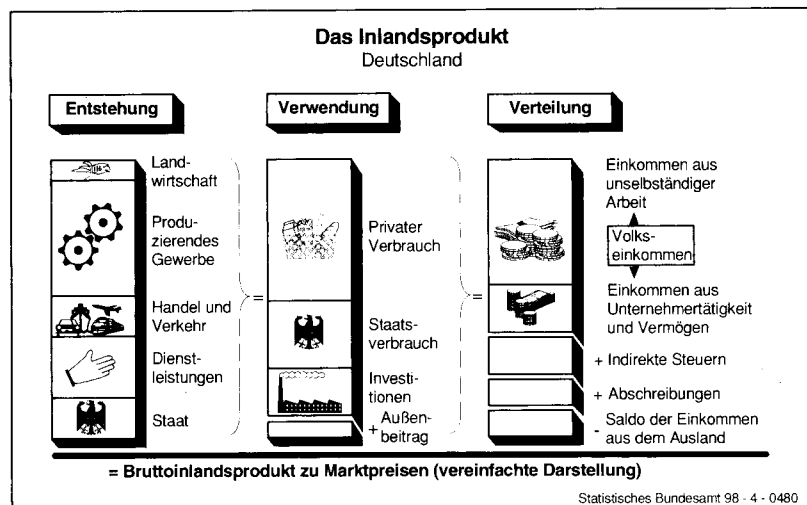 Das Inlandsprodukt
Deutschland
Entstehung
Verwendung
Verteilung
Land-
wirtschaft
Produ-
zierendes
Gewerbe
Handel und
Verkehr
Dienst-
leistungen
Staat
=
Privater
Verbrauch
Staats-
verbrauch
Investi-
tionen
+ Außen-
beitrag
=
Einkommen aus
unselbständiger
Arbeit
Volks-
einkommen
Einkommen aus
Unternehmertätigkeit
und Vermögen
+ Indirekte Steuern
+ Abschreibungen
- Saldo der Einkommen
aus dem Ausland
= Bruttoinlandsprodukt zu Marktpreisen (vereinfachte Darstellung)
Statistisches Bundesamt 98 - 4 - 0480